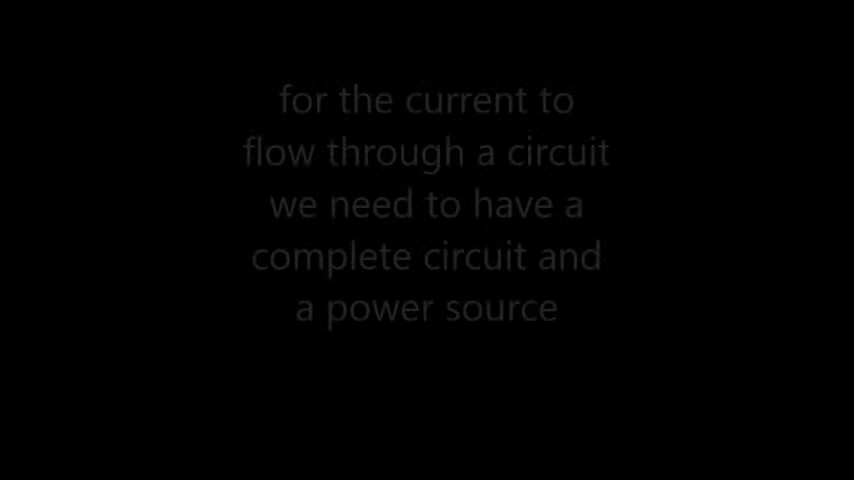 for the current to
flow through a circuit
we need to have a
complete circuit and
a power source